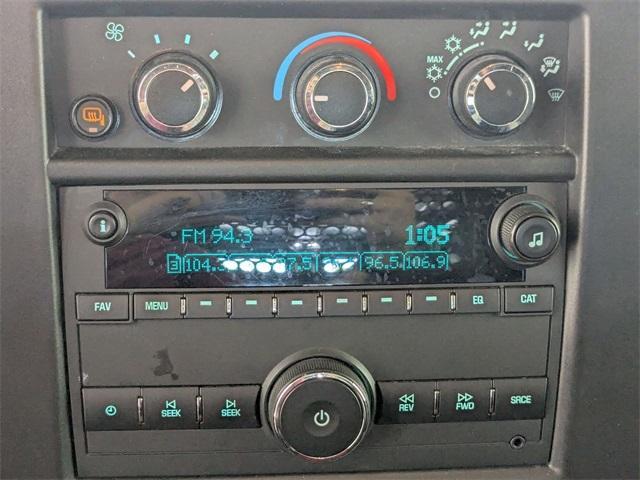 MAX
i
FM 94.3 1:05
3 104.3 96.5 106.9
FAV MENU EQ CAT
SEEK SEEK REV FWD SRCE